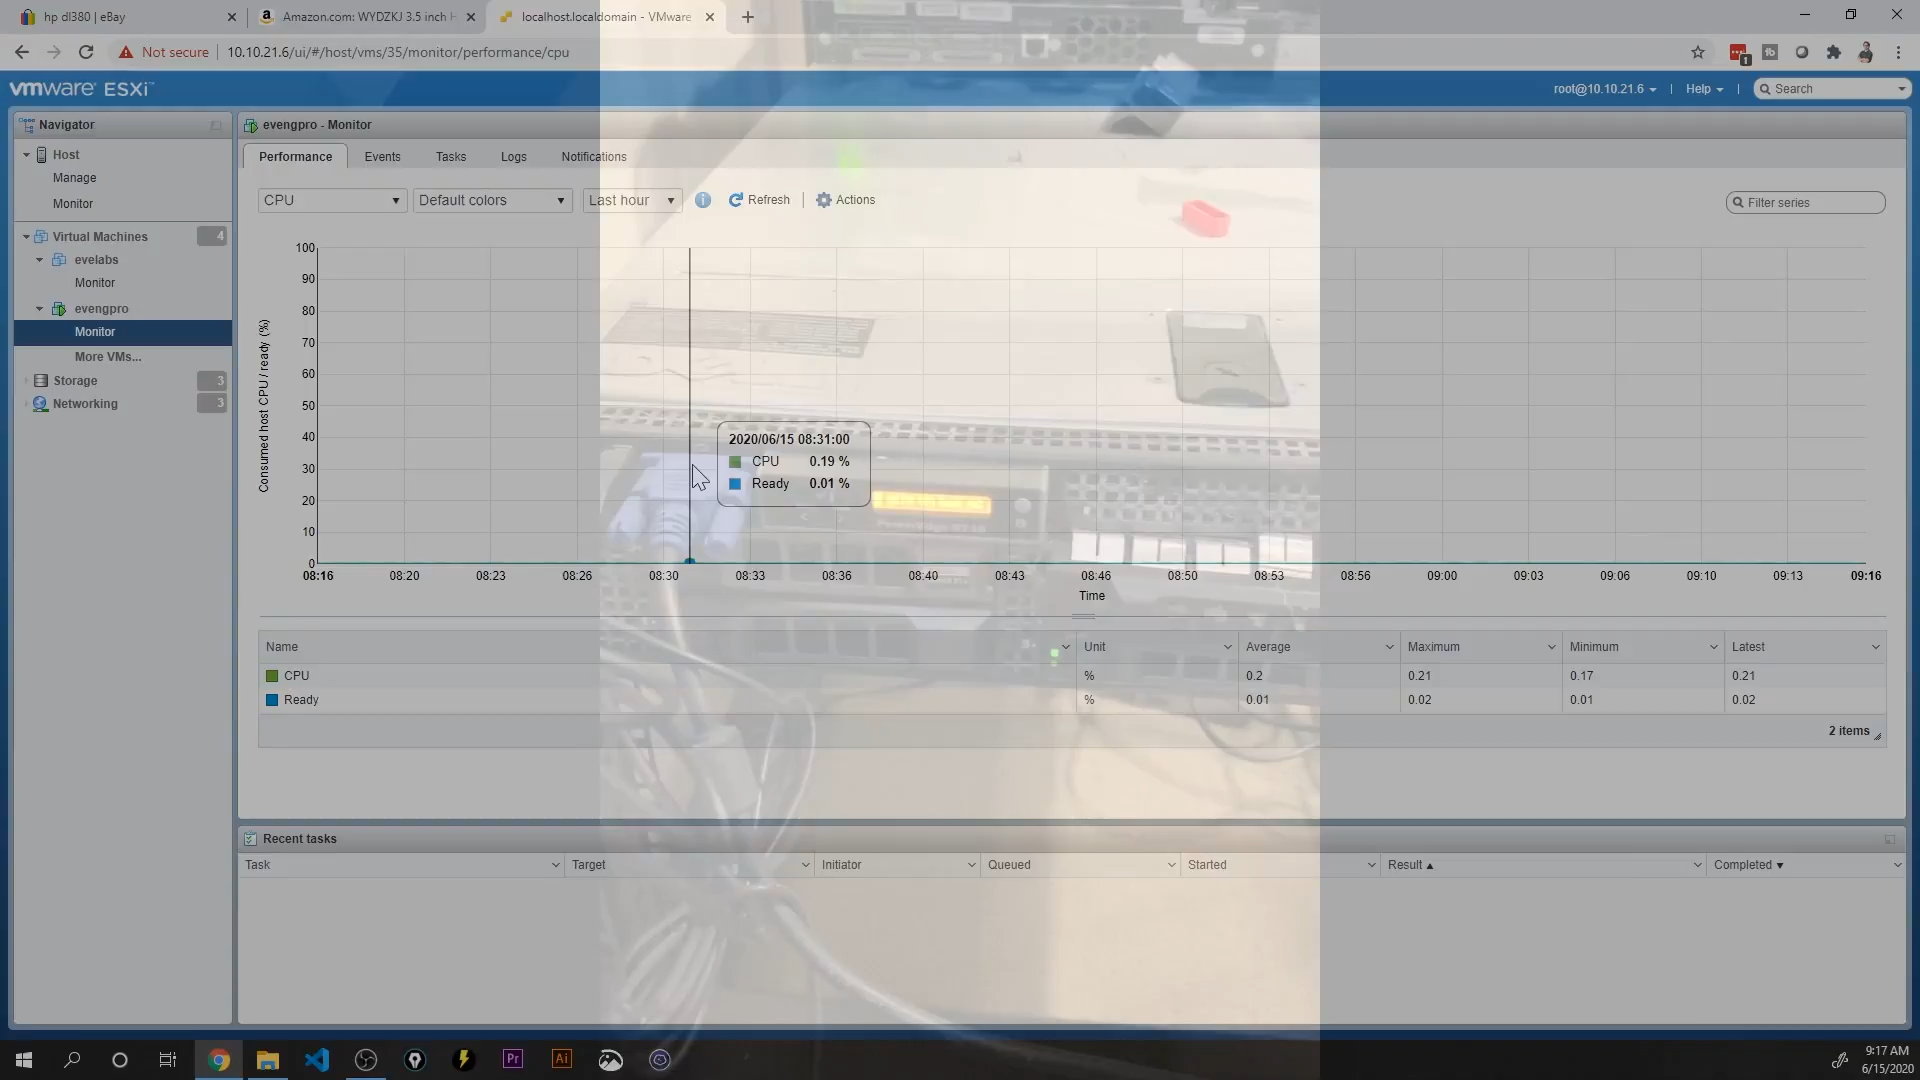 hp dl380 | eBay
Amazon.com: WYDZKJ 3.5 inch H
localhost.localdomain - VMware
Not secure
10.10.21.6/ui/#/host/vms/35/monitor/performance/cpu
1
vmware ESXi
root@10.10.21.6
Help
Search
Navigator
Host
Manage
Monitor
Virtual Machines
4
evelabs
Monitor
evengpro
Monitor
More VMs...
Storage
3
Networking
3
evengpro - Monitor
Performance
Events
Tasks
Logs
Notifications
CPU
Default colors
Last hour
Refresh
Actions
Filter series
Consumed host CPU / ready (%)
100
90
80
70
60
50
40
30
20
10
0
2020/06/15 08:31:00
CPU 0.19 %
Ready 0.01 %
08:16 08:20 08:23 08:26 08:30 08:33 08:36 08:40 08:43 08:46 08:50 08:53 08:56 09:00 09:03 09:06 09:10 09:13 09:16
Time
Name Unit Average Maximum Minimum Latest
CPU % 0.2 0.21 0.17 0.21
Ready % 0.01 0.02 0.01 0.02
2 items
Recent tasks
Task Target Initiator Queued Started Result Completed
Pr
Ai
9:17 AM
6/15/2020